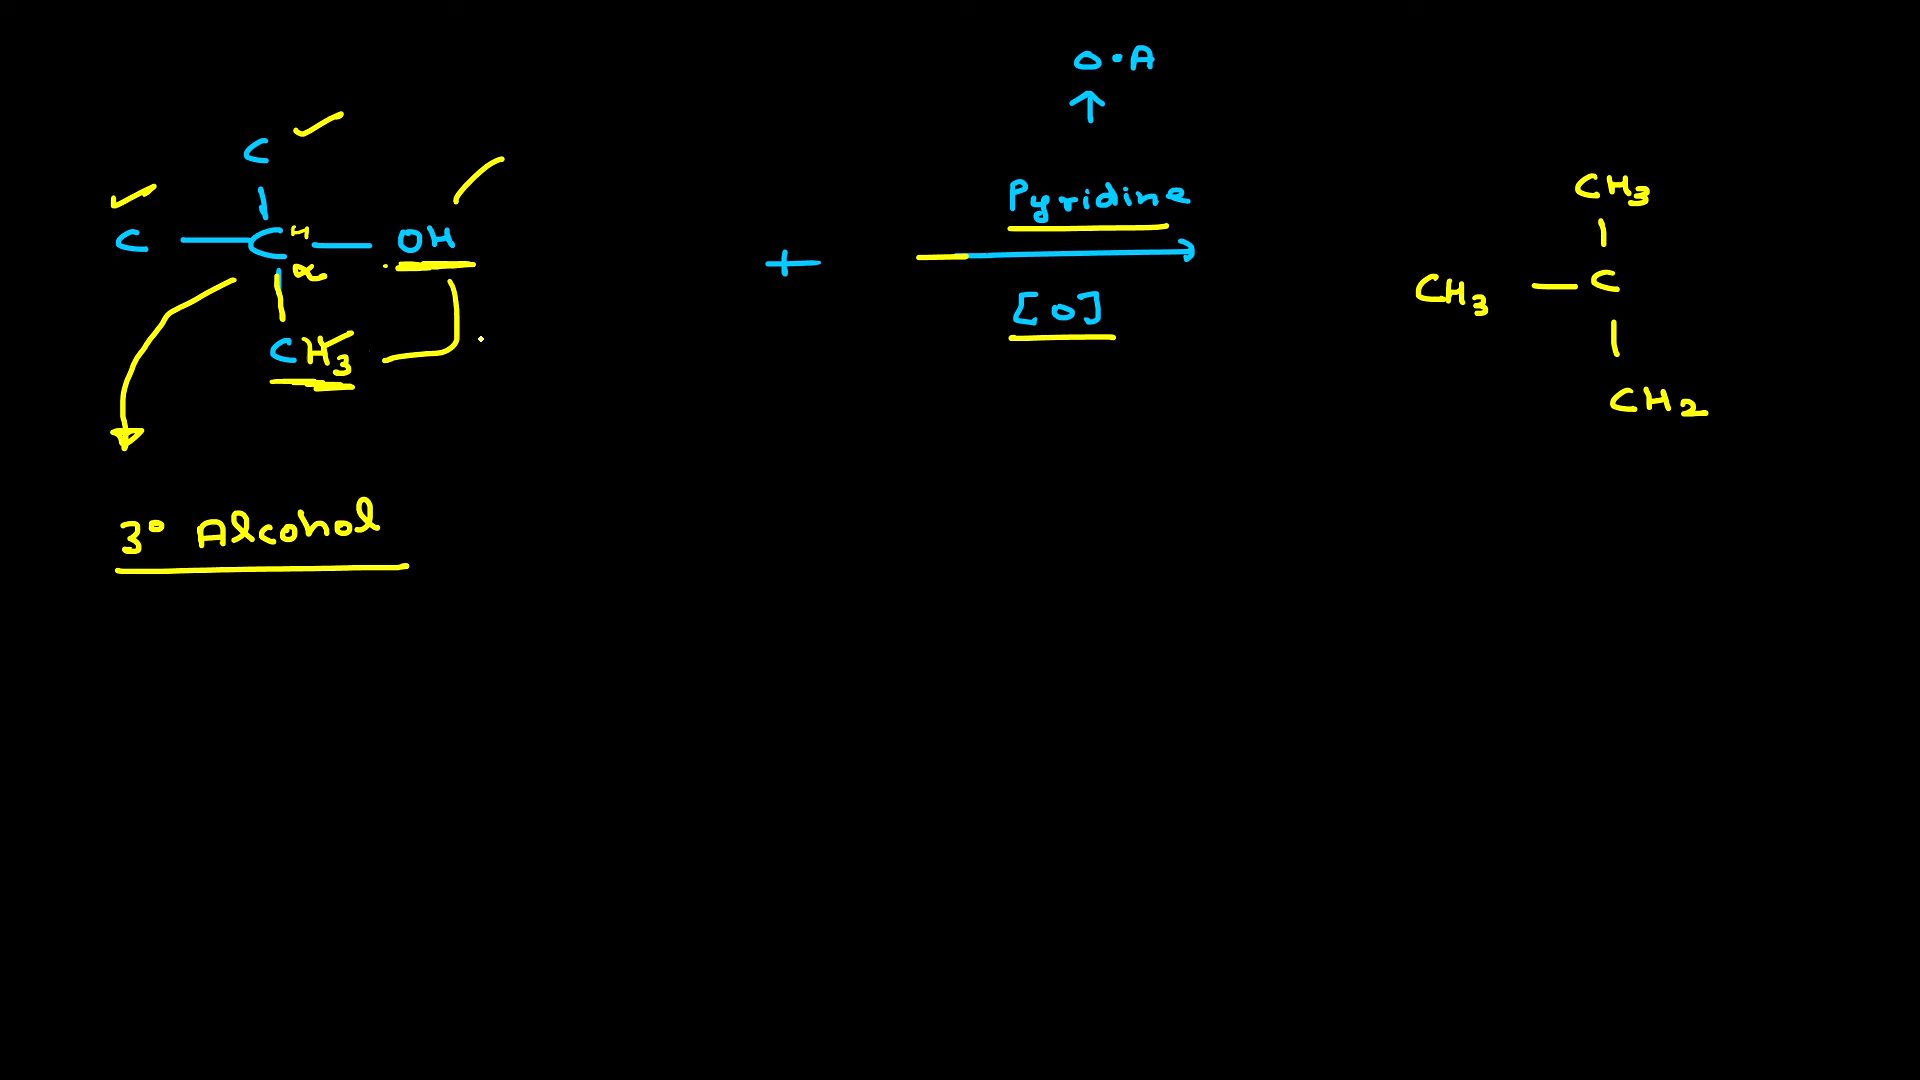 O.A
C
Pyridine
CH3
C — C H — OH
α
+
[O]
CH3 — C
CH3
CH2
3° Alcohol